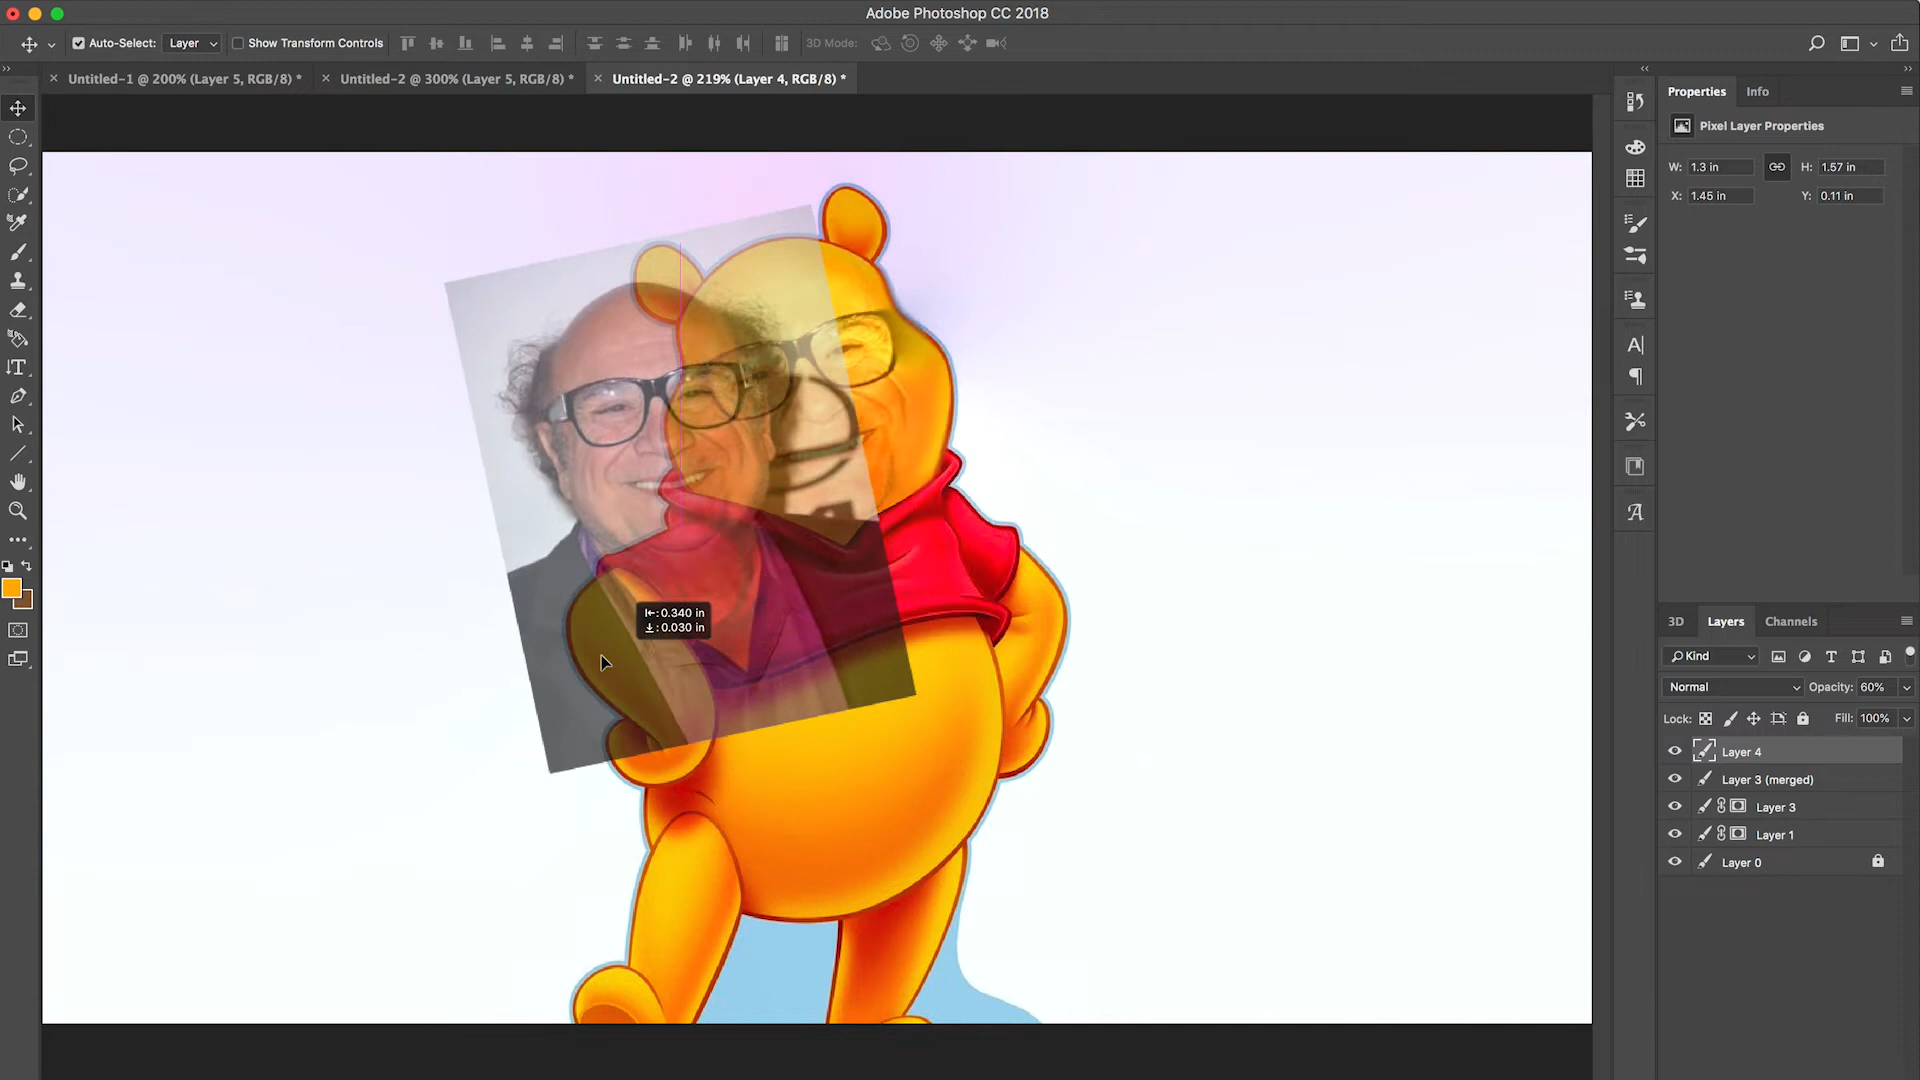 Adobe Photoshop CC 2018
Auto-Select: Layer Show Transform Controls 3D Mode:
Untitled-1 @ 200% (Layer 5, RGB/8) * Untitled-2 @ 300% (Layer 5, RGB/8) * Untitled-2 @ 219% (Layer 4, RGB/8) *
Properties Info
Pixel Layer Properties
W: 1.3 in H: 1.57 in
X: 1.45 in Y: 0.11 in
: 0.340 in
: 0.030 in
3D Layers Channels
Kind
Normal Opacity: 60%
Lock: Fill: 100%
Layer 4
Layer 3 (merged)
Layer 3
Layer 1
Layer 0